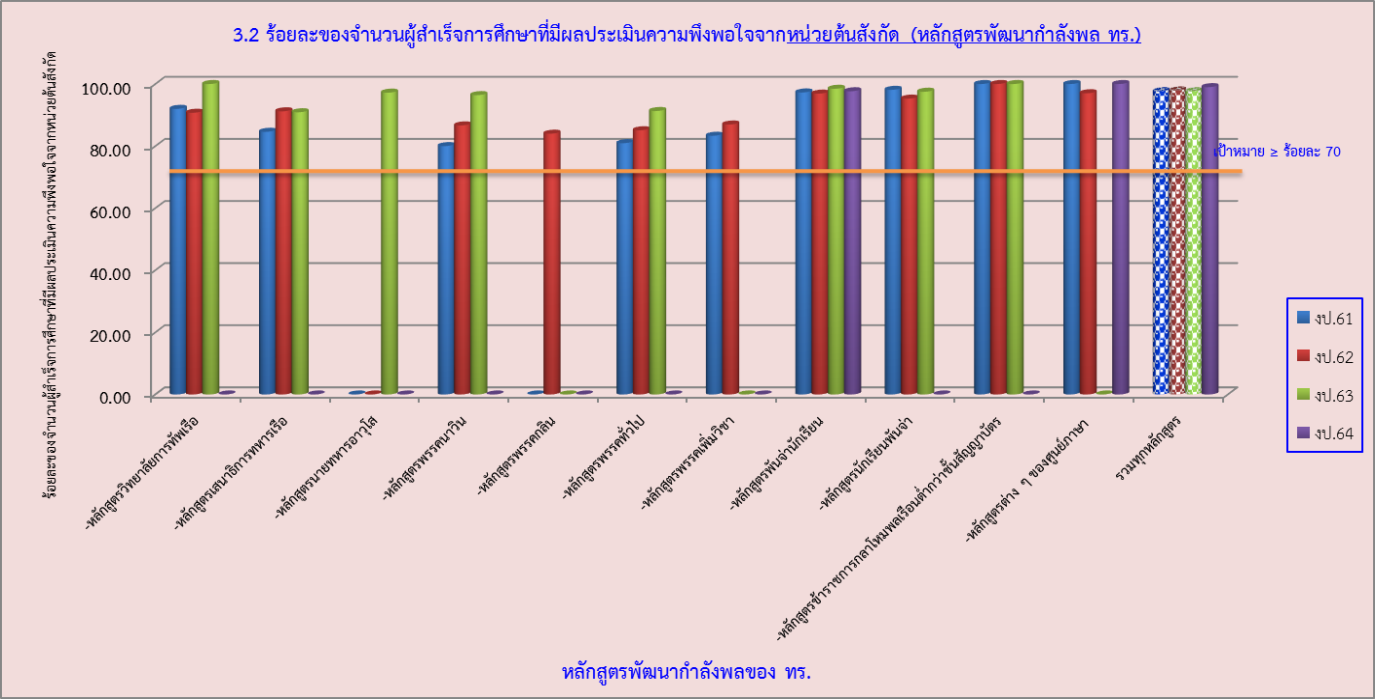 3.2 ร้อยละของจำนวนผู้สำเร็จการศึกษาที่มีผลประเมินความพึงพอใจจากหน่วยต้นสังกัด (หลักสูตรพัฒนากำลังพล ทร.)
ร้อยละของจำนวนผู้สำเร็จการศึกษาที่มีผลประเมินความพึงพอใจจากหน่วยต้นสังกัด
100.00
80.00
60.00
40.00
20.00
0.00
เป้าหมาย ≥ ร้อยละ 70
งป.61
งป.62
งป.63
งป.64
-หลักสูตรวิทยาลัยการทัพเรือ
-หลักสูตรเสนาธิการทหารเรือ
-หลักสูตรนายทหารอาวุโส
-หลักสูตรพรรคนาวิน
-หลักสูตรพรรคกลิน
-หลักสูตรพรรคทั่วไป
-หลักสูตรพรรคเพิ่มวิชา
-หลักสูตรพันจ่านักเรียน
-หลักสูตรนักเรียนพันจ่า
-หลักสูตรข้าราชการกลาโหมพลเรือนต่ำกว่าชั้นสัญญาบัตร
-หลักสูตรต่าง ๆ ของศูนย์ภาษา
รวมทุกหลักสูตร
หลักสูตรพัฒนากำลังพลของ ทร.